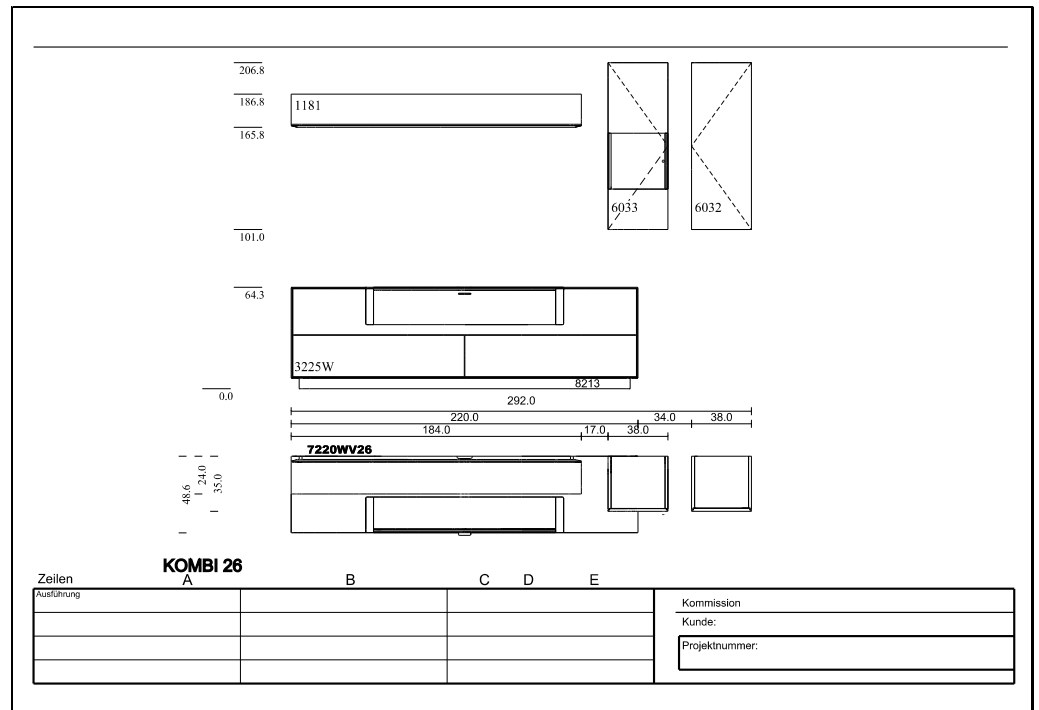 206.8
186.8
1181
165.8
6033
6032
101.0
64.3
3225W
8213
0.0
292.0
220.0
34.0
38.0
184.0
17.0
38.0
7220WV26
48.6
24.0
35.0
KOMBI 26
Zeilen
A
B
C
D
E
Ausführung
Kommission
Kunde:
Projektnummer: